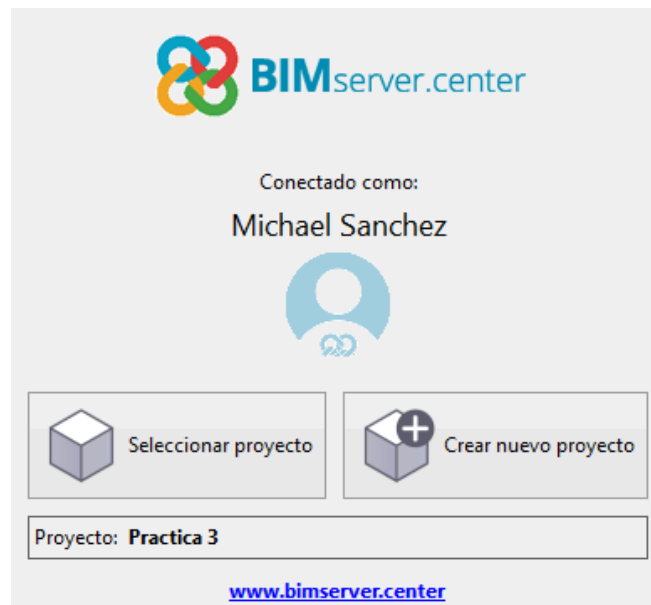 BIMserver.center
Conectado como:
Michael Sanchez
Seleccionar proyecto
Crear nuevo proyecto
Proyecto: Practica 3
www.bimserver.center